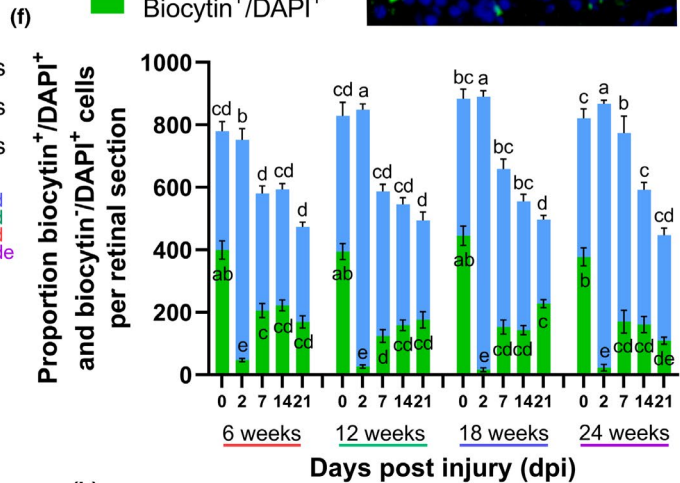 Biocytin⁺/DAPI⁺
(f)
Proportion biocytin⁺/DAPI⁺
and biocytin⁻/DAPI⁺ cells
per retinal section
s
s
s
d
de
1000
800
600
400
200
0
cd b d cd d
cd a cd cd d
bc a bc bc d
c a b c cd
ab e c cd cd
ab e d cd cd
ab e cd cd c
b e cd cd de
0 2 7 14 21 0 2 7 14 21 0 2 7 14 21 0 2 7 14 21
6 weeks 12 weeks 18 weeks 24 weeks
Days post injury (dpi)